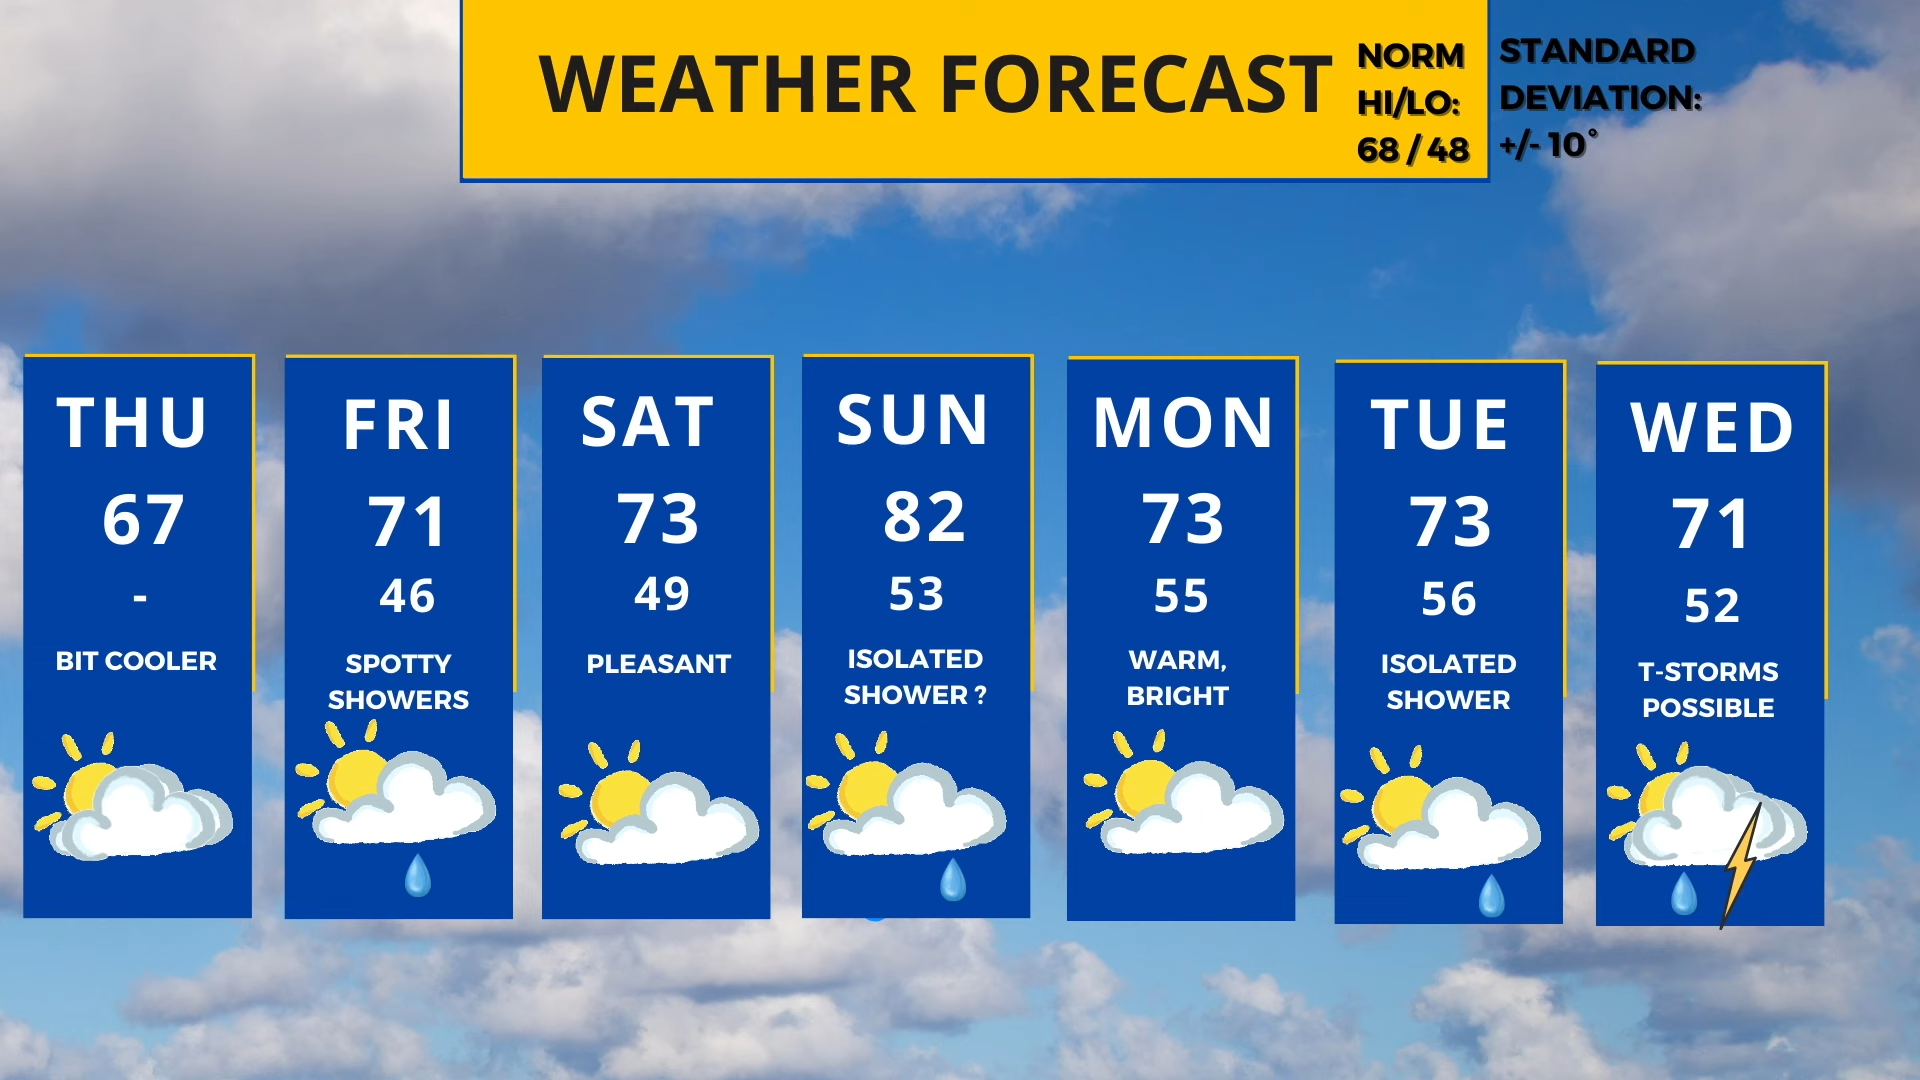 WEATHER FORECAST
NORM
HI/LO:
68 / 48
STANDARD
DEVIATION:
+/- 10°
THU
67
-
BIT COOLER
FRI
71
46
SPOTTY
SHOWERS
SAT
73
49
PLEASANT
SUN
82
53
ISOLATED
SHOWER ?
MON
73
55
WARM,
BRIGHT
TUE
73
56
ISOLATED
SHOWER
WED
71
52
T-STORMS
POSSIBLE